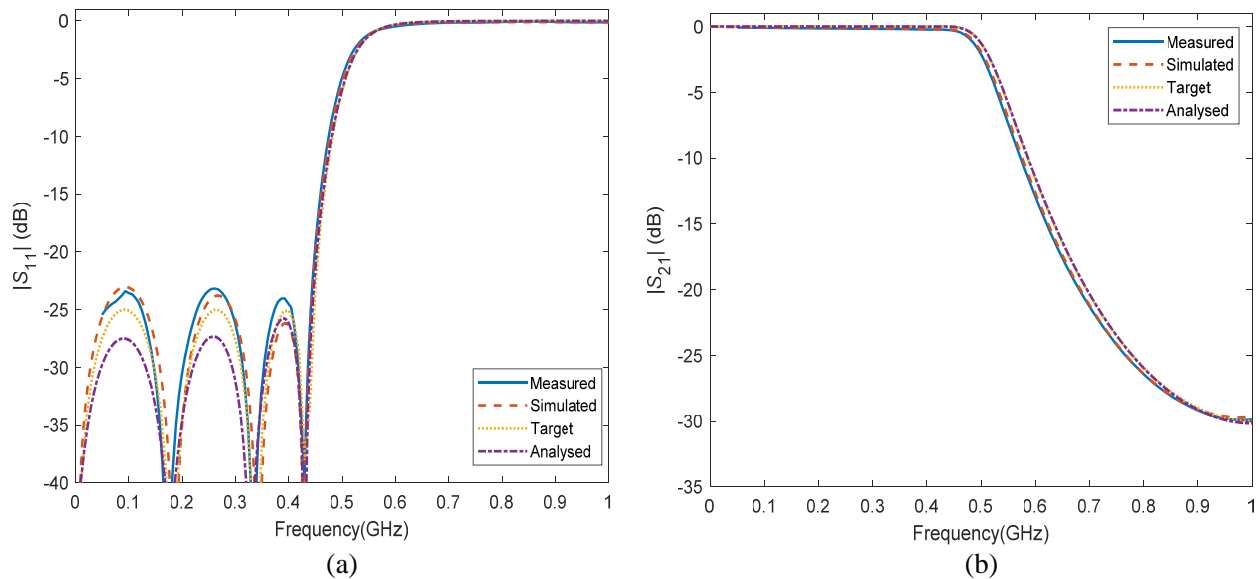 (a)
|S11| (dB)
0
-5
-10
-15
-20
-25
-30
-35
-40
0 0.1 0.2 0.3 0.4 0.5 0.6 0.7 0.8 0.9 1
Frequency(GHz)
Measured
Simulated
Target
Analysed
(a)
|S21| (dB)
0
-5
-10
-15
-20
-25
-30
-35
0 0.1 0.2 0.3 0.4 0.5 0.6 0.7 0.8 0.9 1
Frequency(GHz)
Measured
Simulated
Target
Analysed
(b)